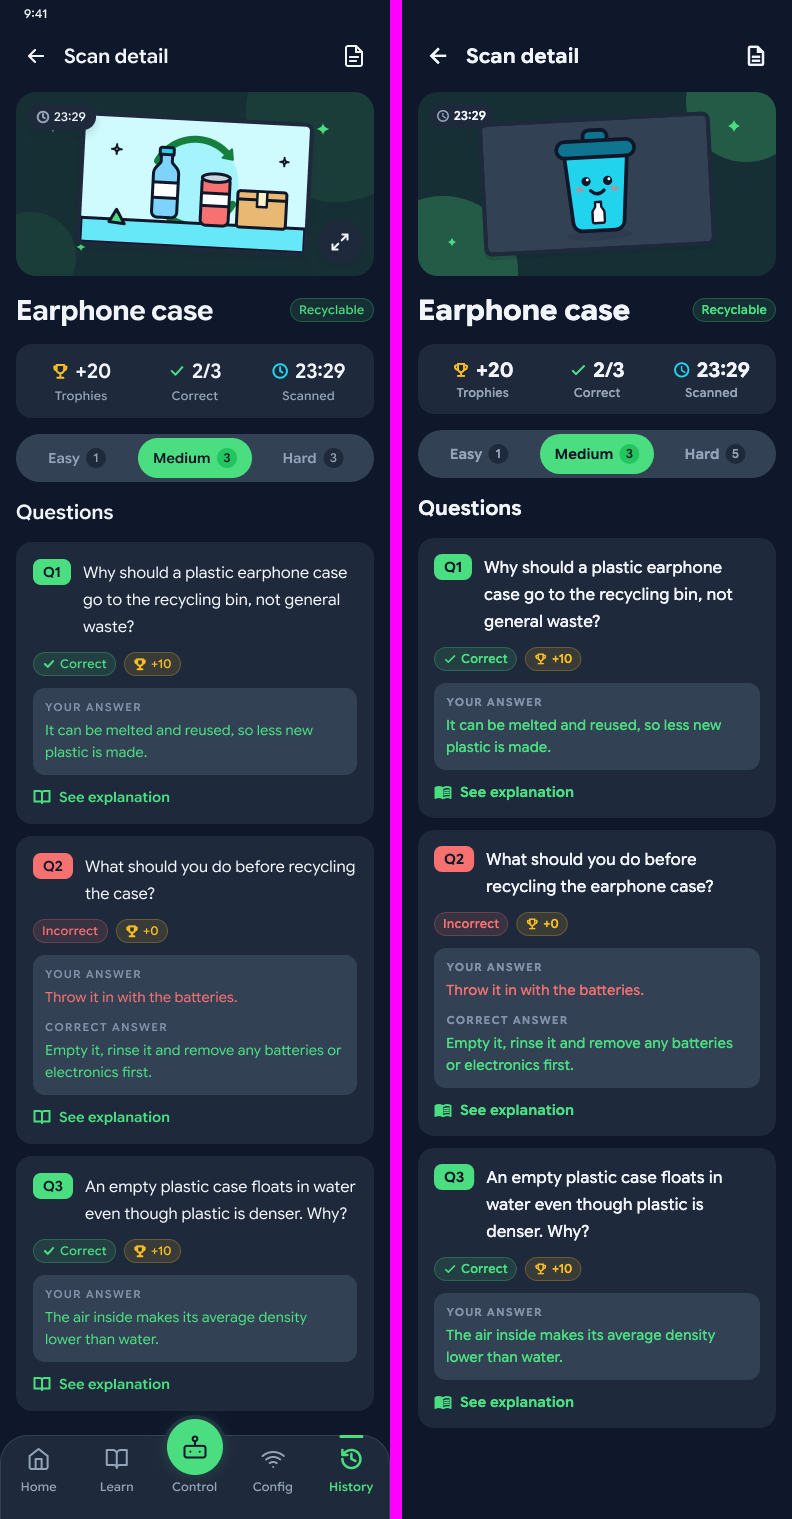 9:41
Scan detail
23:29
Earphone case
Recyclable
+20
2/3
23:29
Trophies
Correct
Scanned
Easy 1
Medium 3
Hard 3
Questions
Q1
Why should a plastic earphone case
go to the recycling bin, not general
waste?
Correct
+10
YOUR ANSWER
It can be melted and reused, so less new
plastic is made.
See explanation
Q2
What should you do before recycling
the case?
Incorrect
+0
YOUR ANSWER
Throw it in with the batteries.
CORRECT ANSWER
Empty it, rinse it and remove any batteries or
electronics first.
See explanation
Q3
An empty plastic case floats in water
even though plastic is denser. Why?
Correct
+10
YOUR ANSWER
The air inside makes its average density
lower than water.
See explanation
Home
Learn
Control
Config
History
Scan detail
23:29
Earphone case
Recyclable
+20
2/3
23:29
Trophies
Correct
Scanned
Easy 1
Medium 3
Hard 5
Questions
Q1
Why should a plastic earphone
case go to the recycling bin, not
general waste?
Correct
+10
YOUR ANSWER
It can be melted and reused, so less new
plastic is made.
See explanation
Q2
What should you do before
recycling the earphone case?
Incorrect
+0
YOUR ANSWER
Throw it in with the batteries.
CORRECT ANSWER
Empty it, rinse it and remove any batteries
or electronics first.
See explanation
Q3
An empty plastic case floats in
water even though plastic is
denser. Why?
Correct
+10
YOUR ANSWER
The air inside makes its average density
lower than water.
See explanation